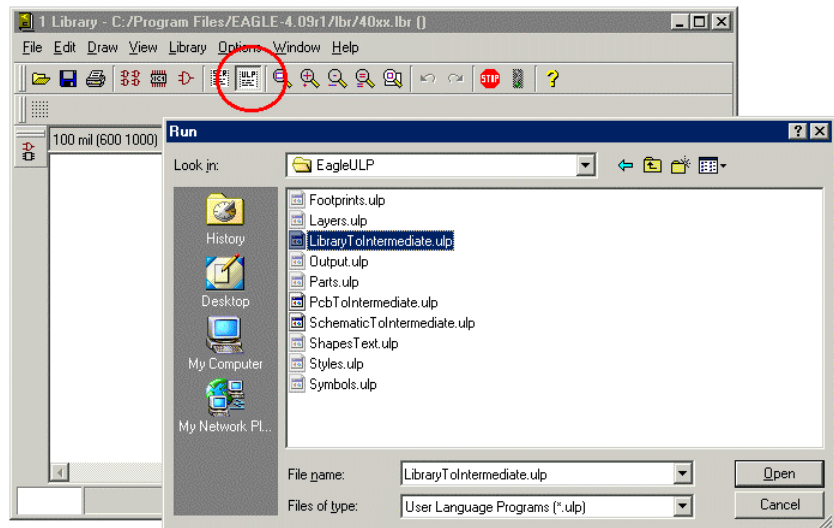 1 Library - C:/Program Files/EAGLE-4.09r1/lbr/40xx.lbr ()
File Edit Draw View Library Options Window Help
SCR ULP STOP ?
100 mil (600 1000)
Run
Look in:
EagleULP
History
Desktop
My Computer
My Network Pl...
Footprints.ulp
Layers.ulp
LibraryToIntermediate.ulp
Output.ulp
Parts.ulp
PcbToIntermediate.ulp
SchematicToIntermediate.ulp
ShapesText.ulp
Styles.ulp
Symbols.ulp
File name:
LibraryToIntermediate.ulp
Open
Files of type:
User Language Programs (*.ulp)
Cancel